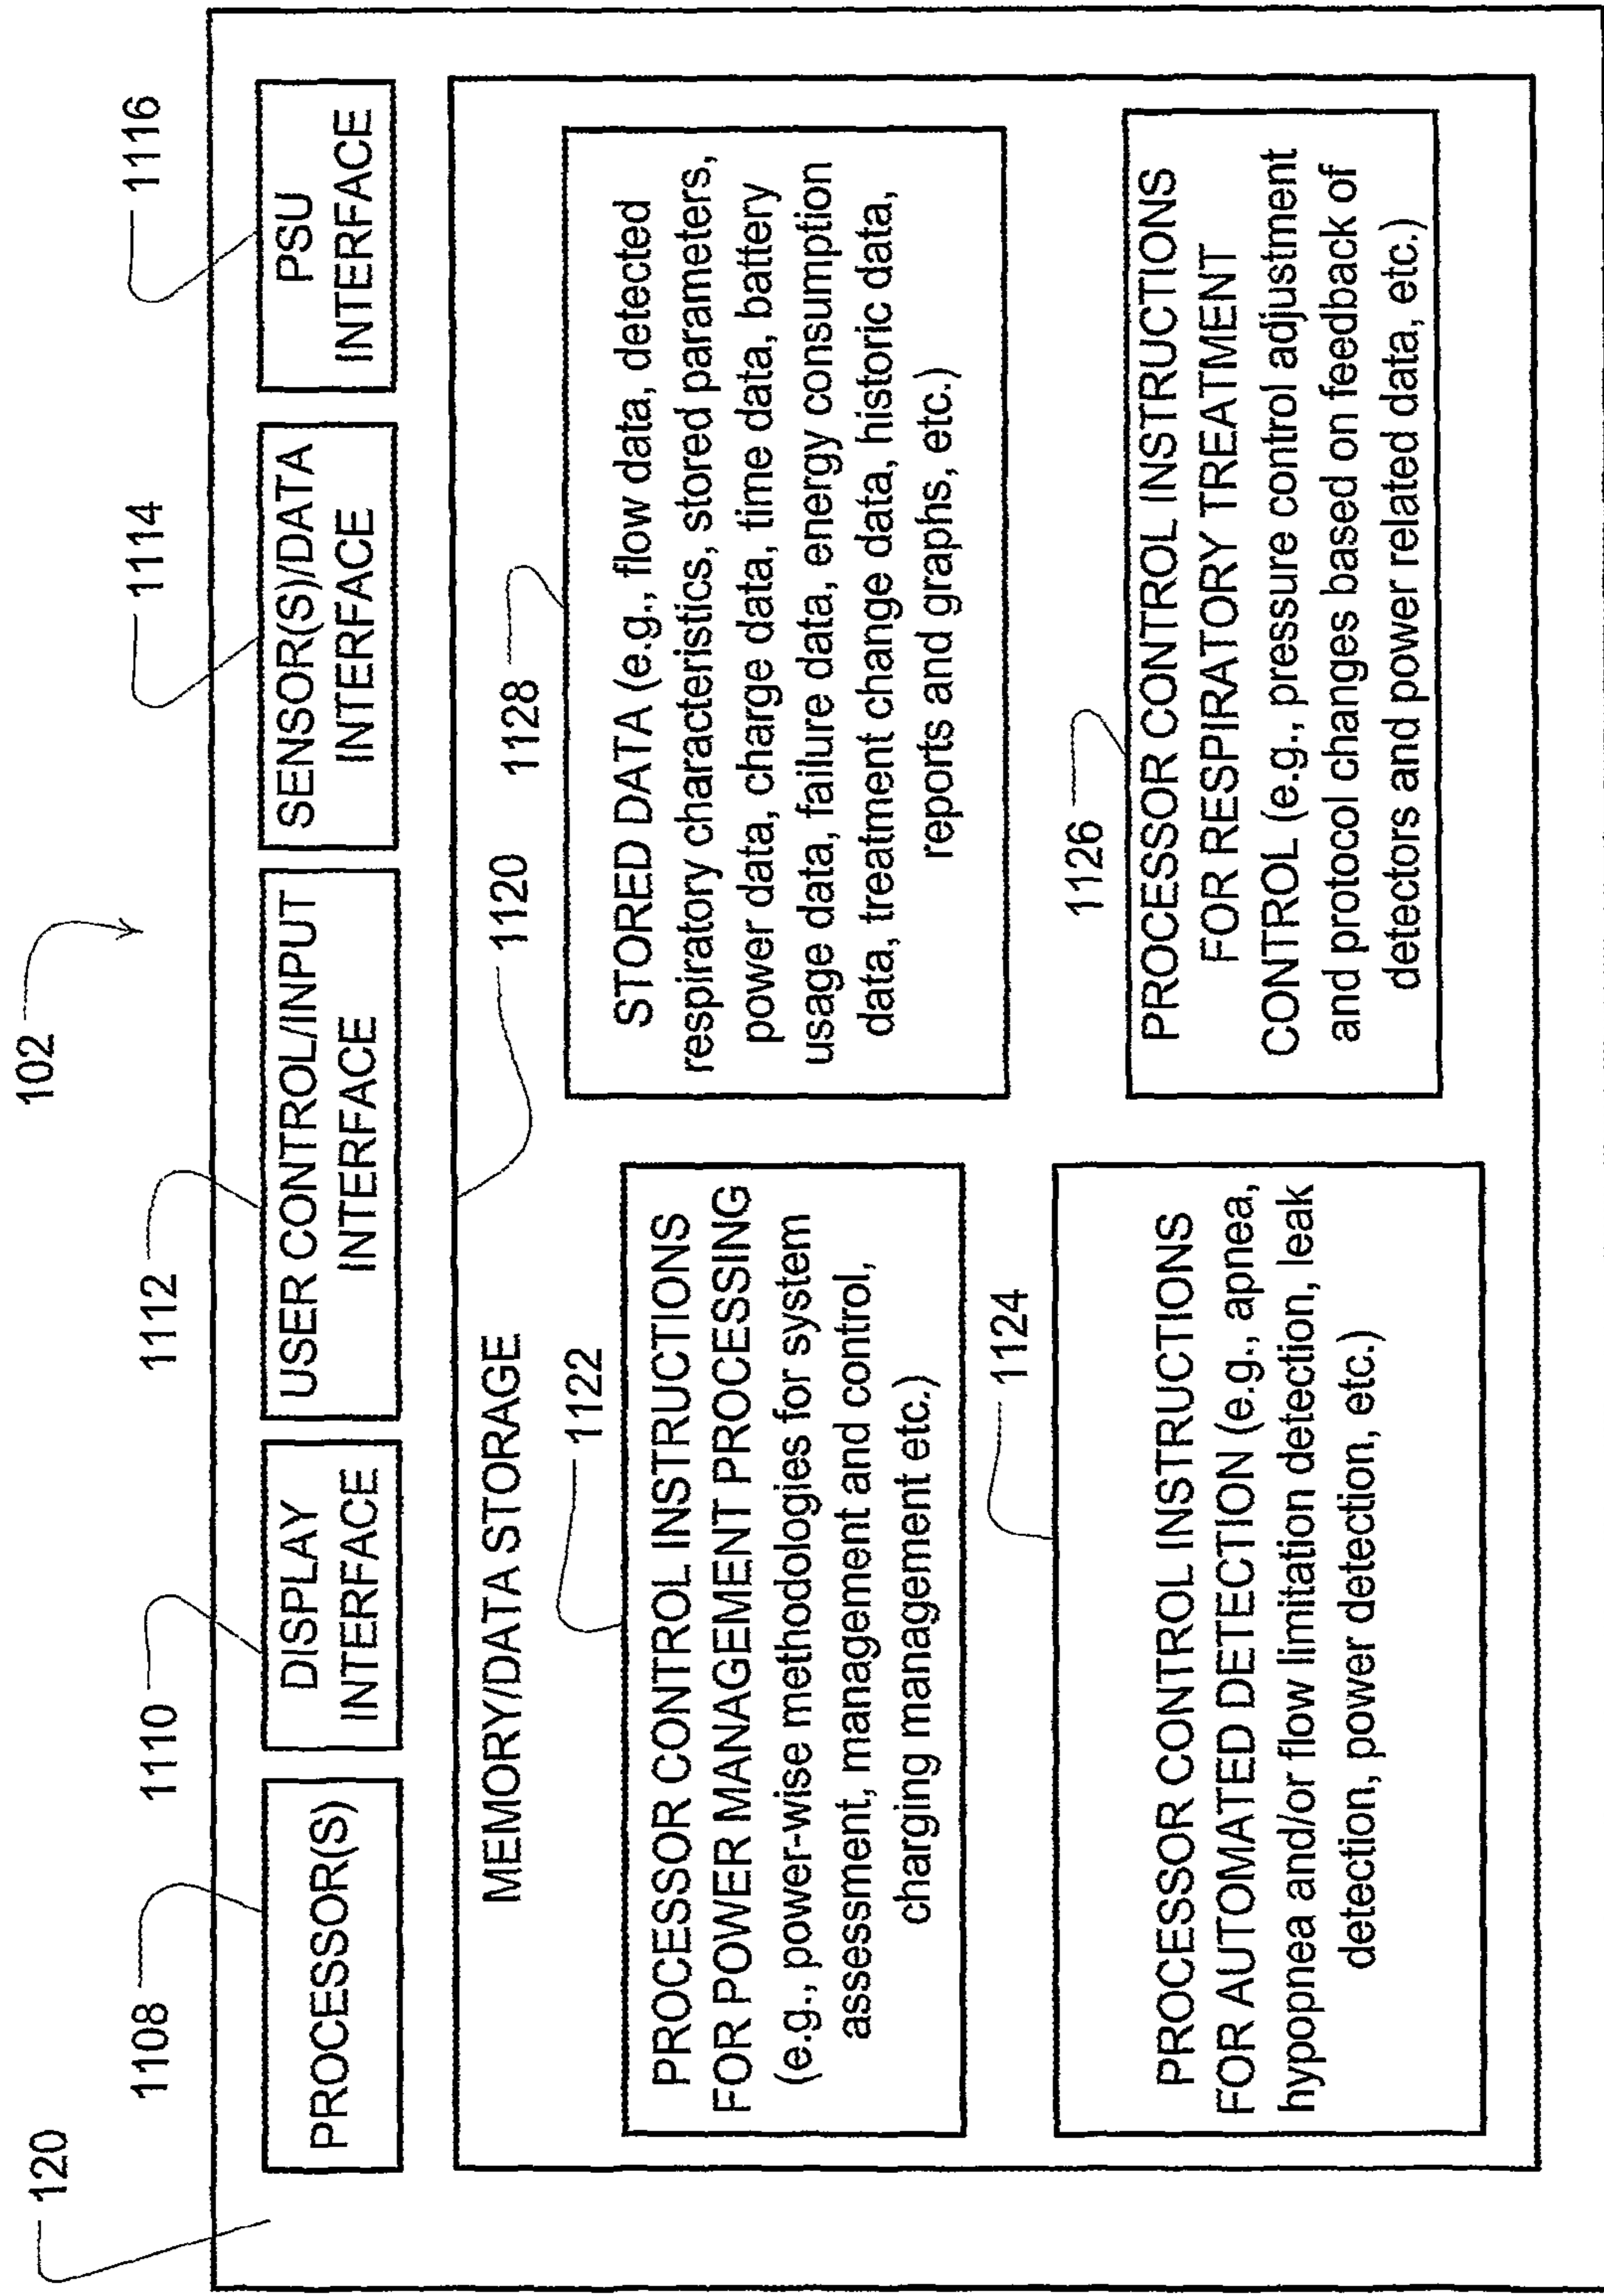 102
120
1108
1110
1112
1114
1116
PROCESSOR(S)
DISPLAY
INTERFACE
USER CONTROL/INPUT
INTERFACE
SENSOR(S)/DATA
INTERFACE
PSU
INTERFACE
MEMORY/DATA STORAGE
1120
1122
PROCESSOR CONTROL INSTRUCTIONS
FOR POWER MANAGEMENT PROCESSING
(e.g., power-wise methodologies for system
assessment, management and control,
charging management etc.)
1128
STORED DATA (e.g., flow data, detected
respiratory characteristics, stored parameters,
power data, charge data, time data, battery
usage data, failure data, energy consumption
data, treatment change data, historic data,
reports and graphs, etc.)
1124
PROCESSOR CONTROL INSTRUCTIONS
FOR AUTOMATED DETECTION (e.g., apnea,
hypopnea and/or flow limitation detection, leak
detection, power detection, etc.)
1126
PROCESSOR CONTROL INSTRUCTIONS
FOR RESPIRATORY TREATMENT
CONTROL (e.g., pressure control adjustment
and protocol changes based on feedback of
detectors and power related data, etc.)